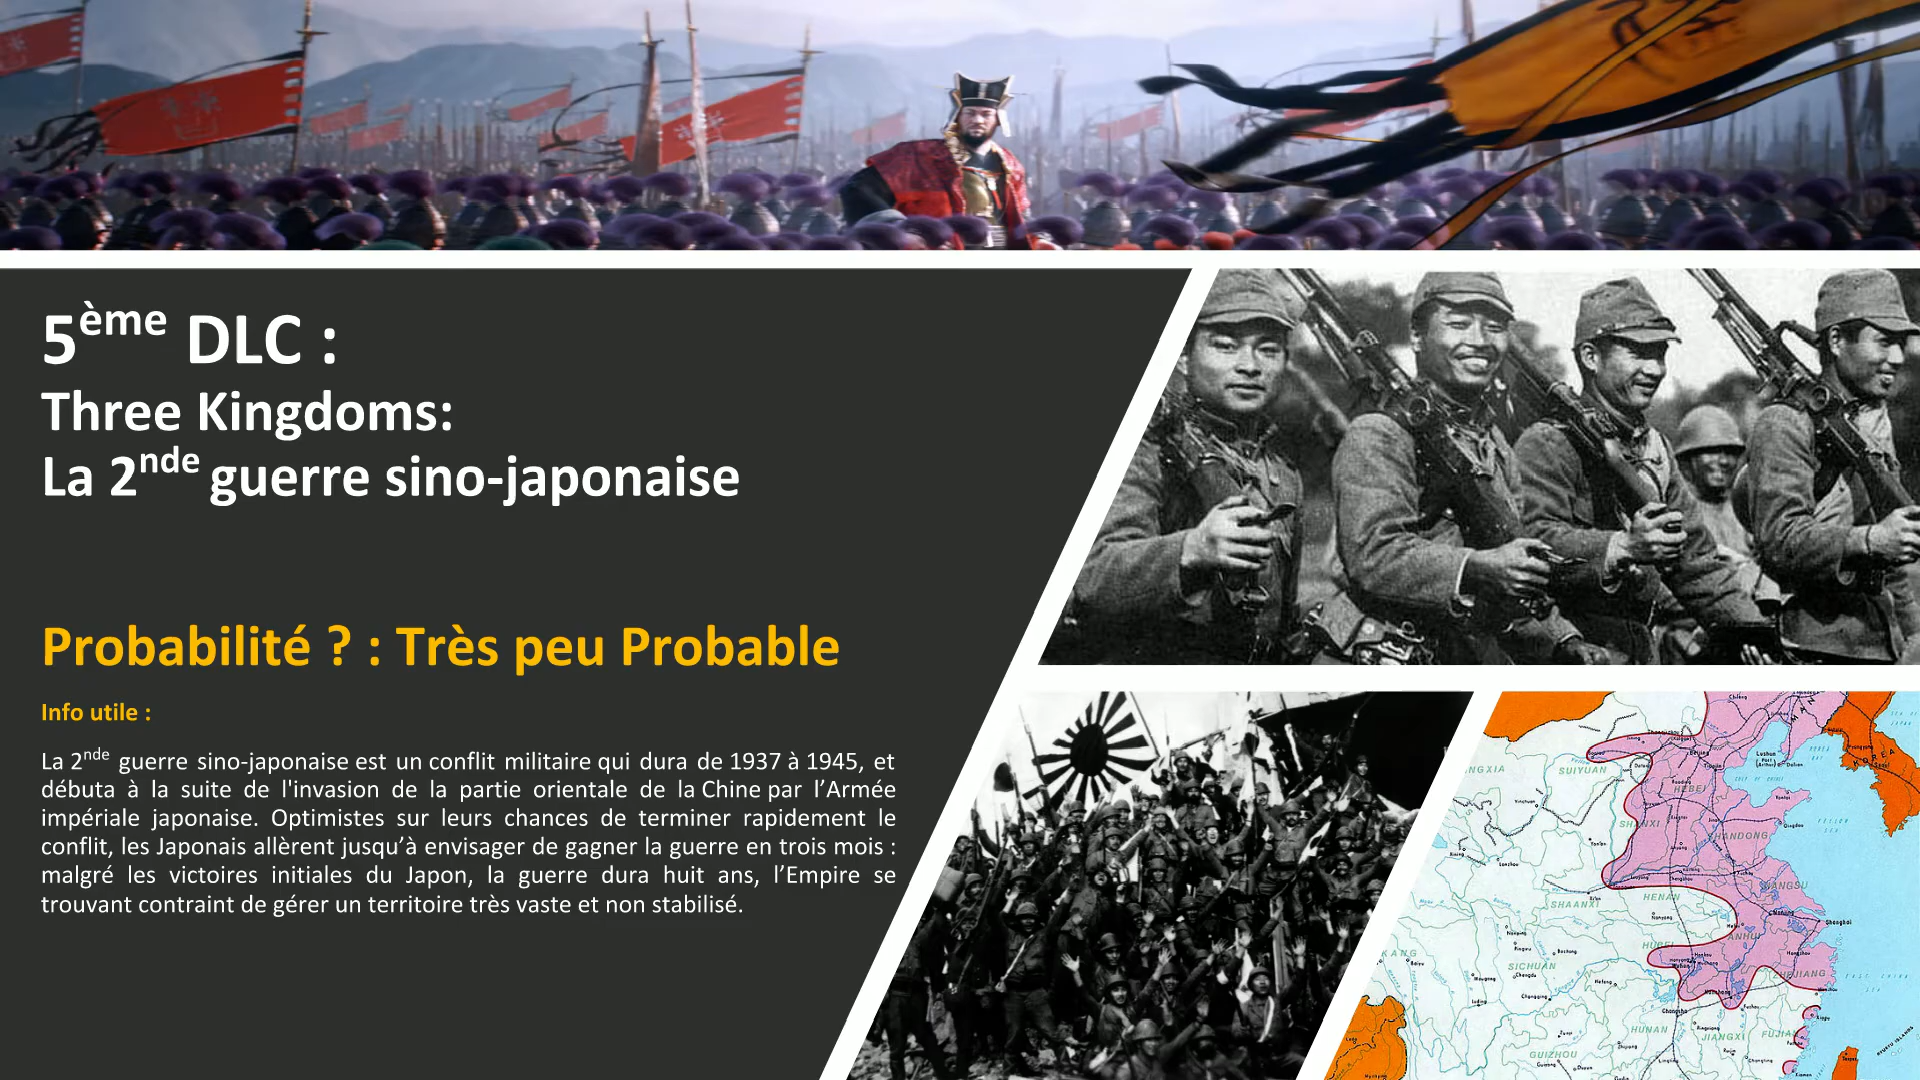 5ème DLC :
Three Kingdoms:
La 2nde guerre sino-japonaise
Probabilité ? : Très peu Probable
Info utile :
La 2nde guerre sino-japonaise est un conflit militaire qui dura de 1937 à 1945, et
débuta à la suite de l'invasion de la partie orientale de la Chine par l’Armée
impériale japonaise. Optimistes sur leurs chances de terminer rapidement le
conflit, les Japonais allèrent jusqu’à envisager de gagner la guerre en trois mois :
malgré les victoires initiales du Japon, la guerre dura huit ans, l’Empire se
trouvant contraint de gérer un territoire très vaste et non stabilisé.
NGXIA
SUIYUAN
HEBEI
KOREA
SHANXI
SHANDONG
JIANGSU
SHAANXI
HENAN
Shanghai
ANHUI
HUBEI
KANG
SICHUAN
ZHEJIANG
Changsha
HUNAN
JIANGXI
FUJIAN
GUIZHOU